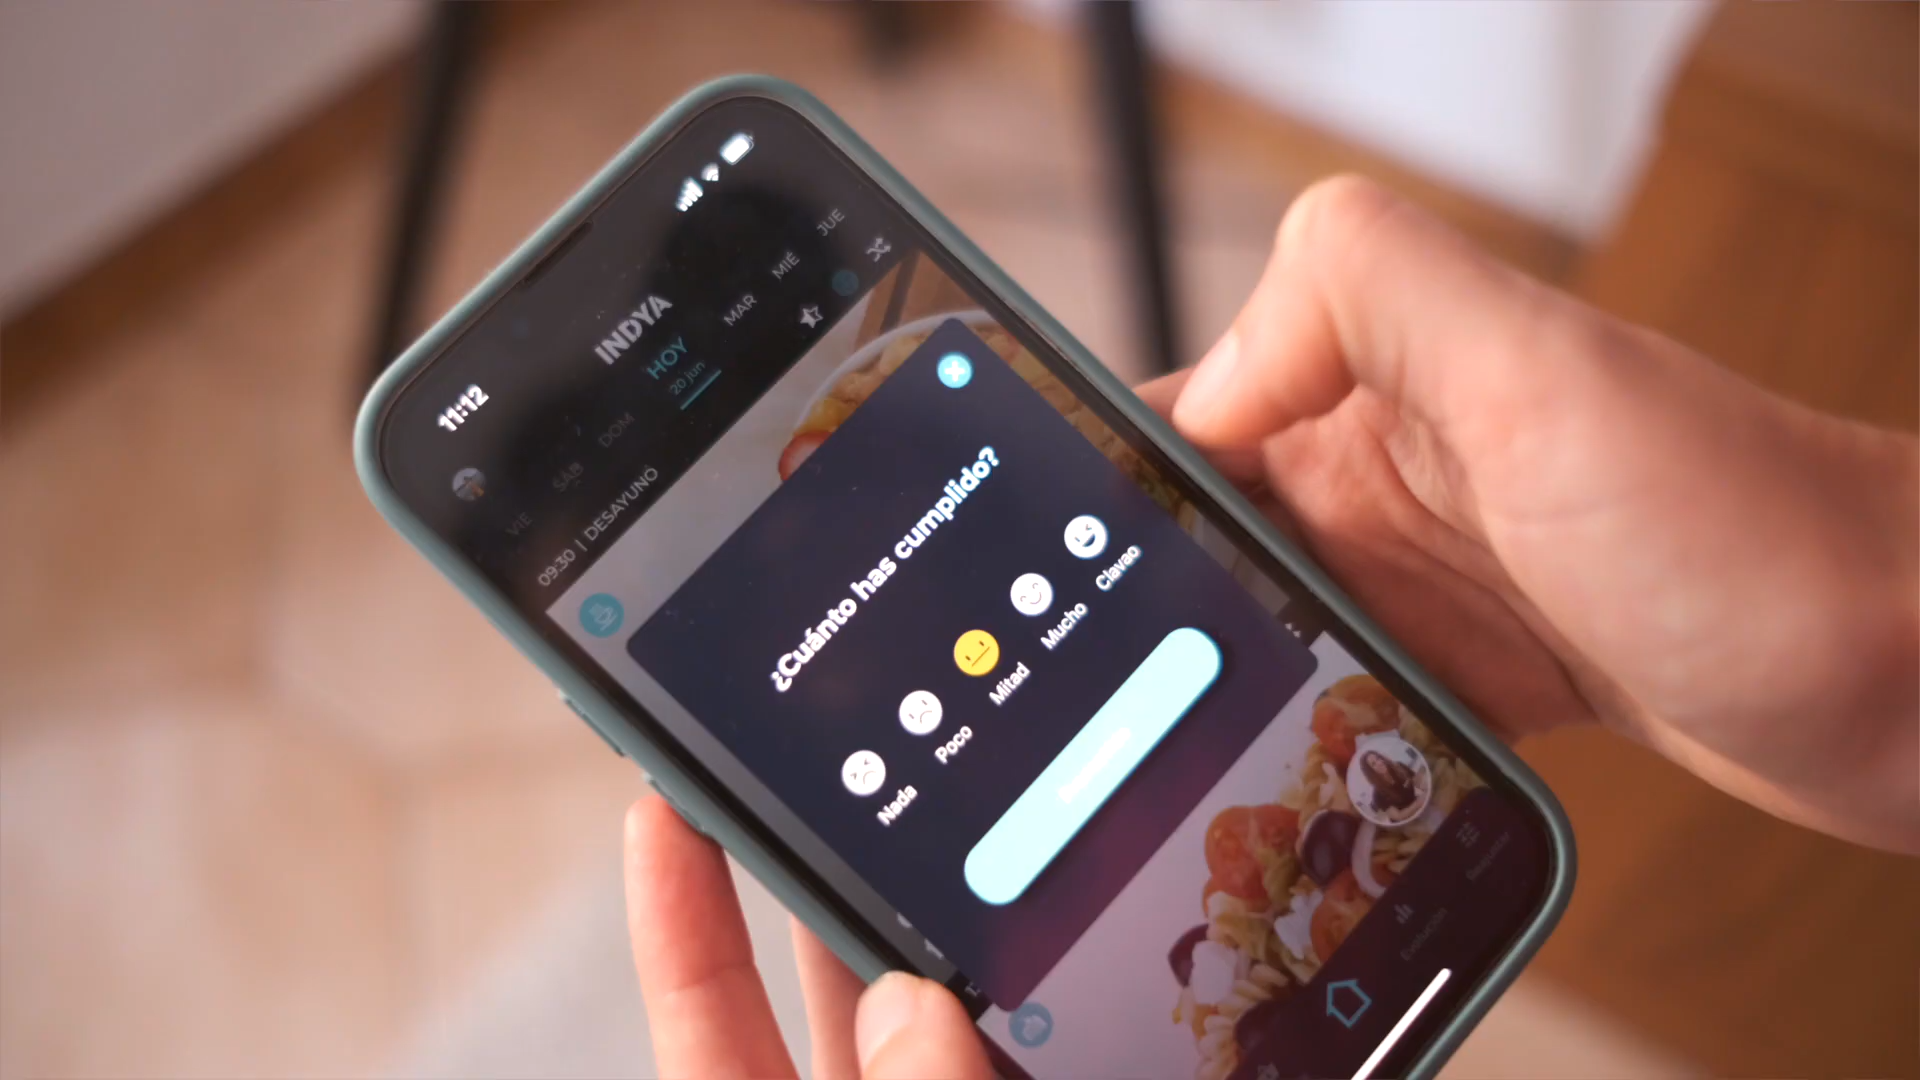 11:12
INDYA
VIE
SÁB
DOM
HOY
MAR
MIÉ
JUE
20 jun
09:30 | DESAYUNO
¿Cuánto has cumplido?
Nada
Poco
Mitad
Mucho
Clavao
Evolución